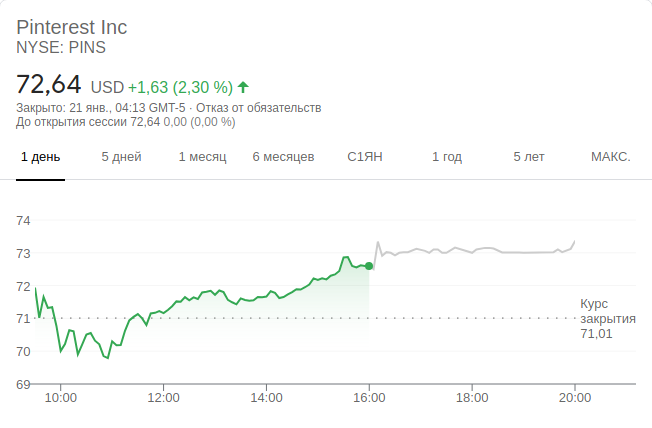 Pinterest Inc
NYSE: PINS
72,64 USD +1,63 (2,30 %)
Закрыто: 21 янв., 04:13 GMT-5 · Отказ от обязательств
До открытия сессии 72,64 0,00 (0,00 %)
1 день 5 дней 1 месяц 6 месяцев С1ЯН 1 год 5 лет МАКС.
74
73
72
71
70
69
Курс
закрытия
71,01
10:00 12:00 14:00 16:00 18:00 20:00